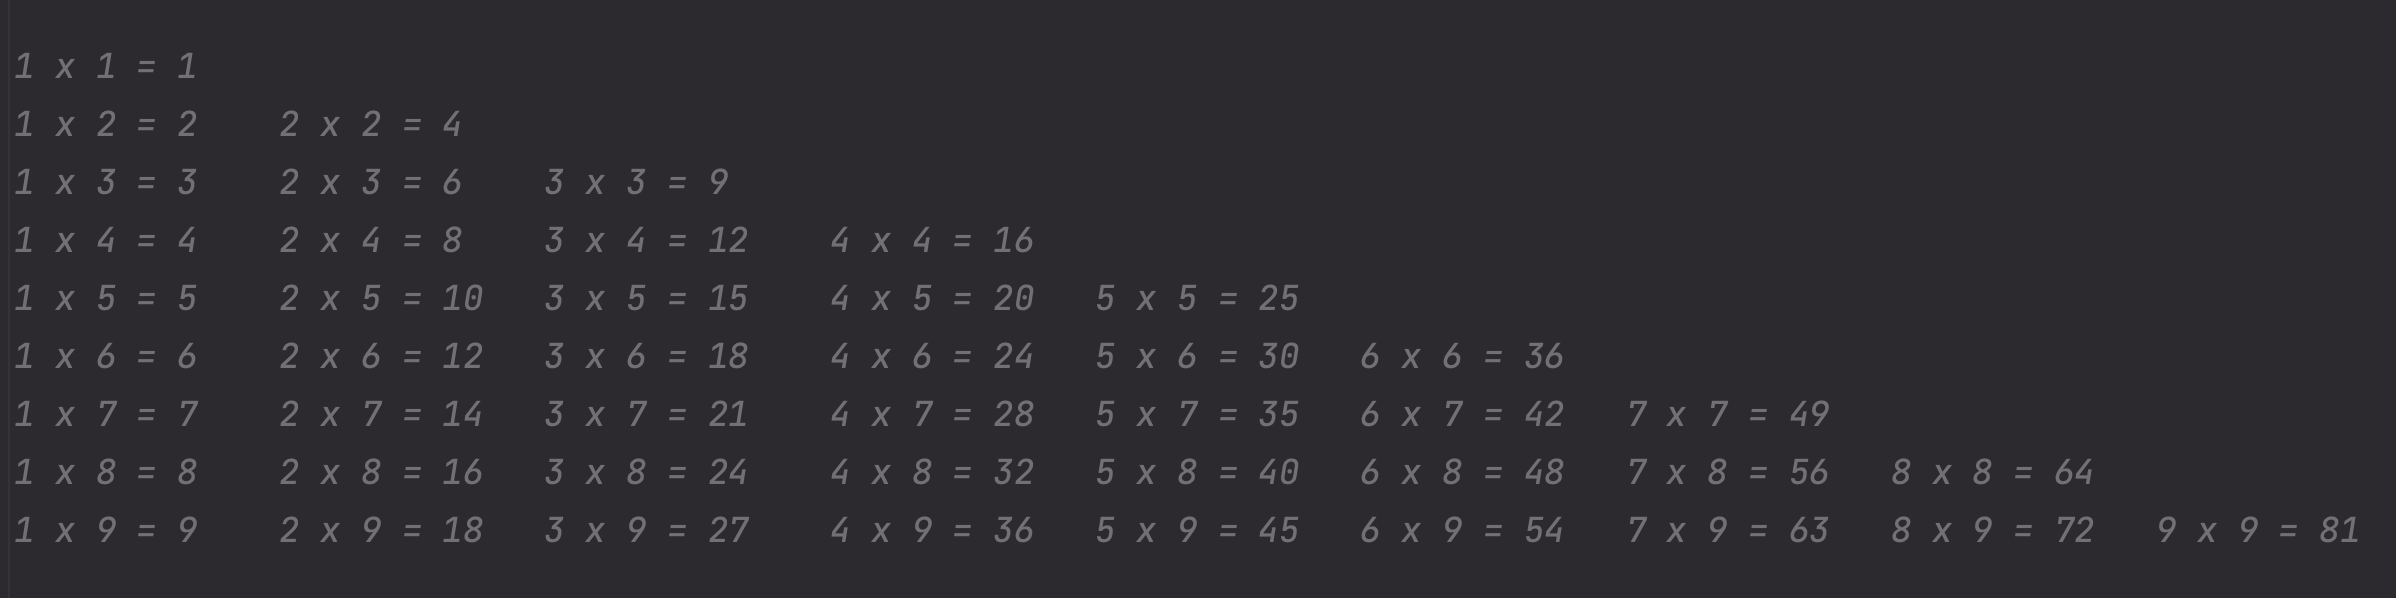 1 x 1 = 1
1 x 2 = 2    2 x 2 = 4
1 x 3 = 3    2 x 3 = 6    3 x 3 = 9
1 x 4 = 4    2 x 4 = 8    3 x 4 = 12    4 x 4 = 16
1 x 5 = 5    2 x 5 = 10   3 x 5 = 15    4 x 5 = 20   5 x 5 = 25
1 x 6 = 6    2 x 6 = 12   3 x 6 = 18    4 x 6 = 24   5 x 6 = 30   6 x 6 = 36
1 x 7 = 7    2 x 7 = 14   3 x 7 = 21    4 x 7 = 28   5 x 7 = 35   6 x 7 = 42   7 x 7 = 49
1 x 8 = 8    2 x 8 = 16   3 x 8 = 24    4 x 8 = 32   5 x 8 = 40   6 x 8 = 48   7 x 8 = 56   8 x 8 = 64
1 x 9 = 9    2 x 9 = 18   3 x 9 = 27    4 x 9 = 36   5 x 9 = 45   6 x 9 = 54   7 x 9 = 63   8 x 9 = 72   9 x 9 = 81